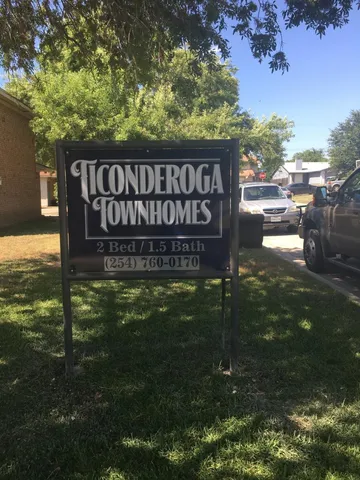 TICONDEROGA
TOWNHOMES
2 Bed / 1.5 Bath
(254) 760-0170